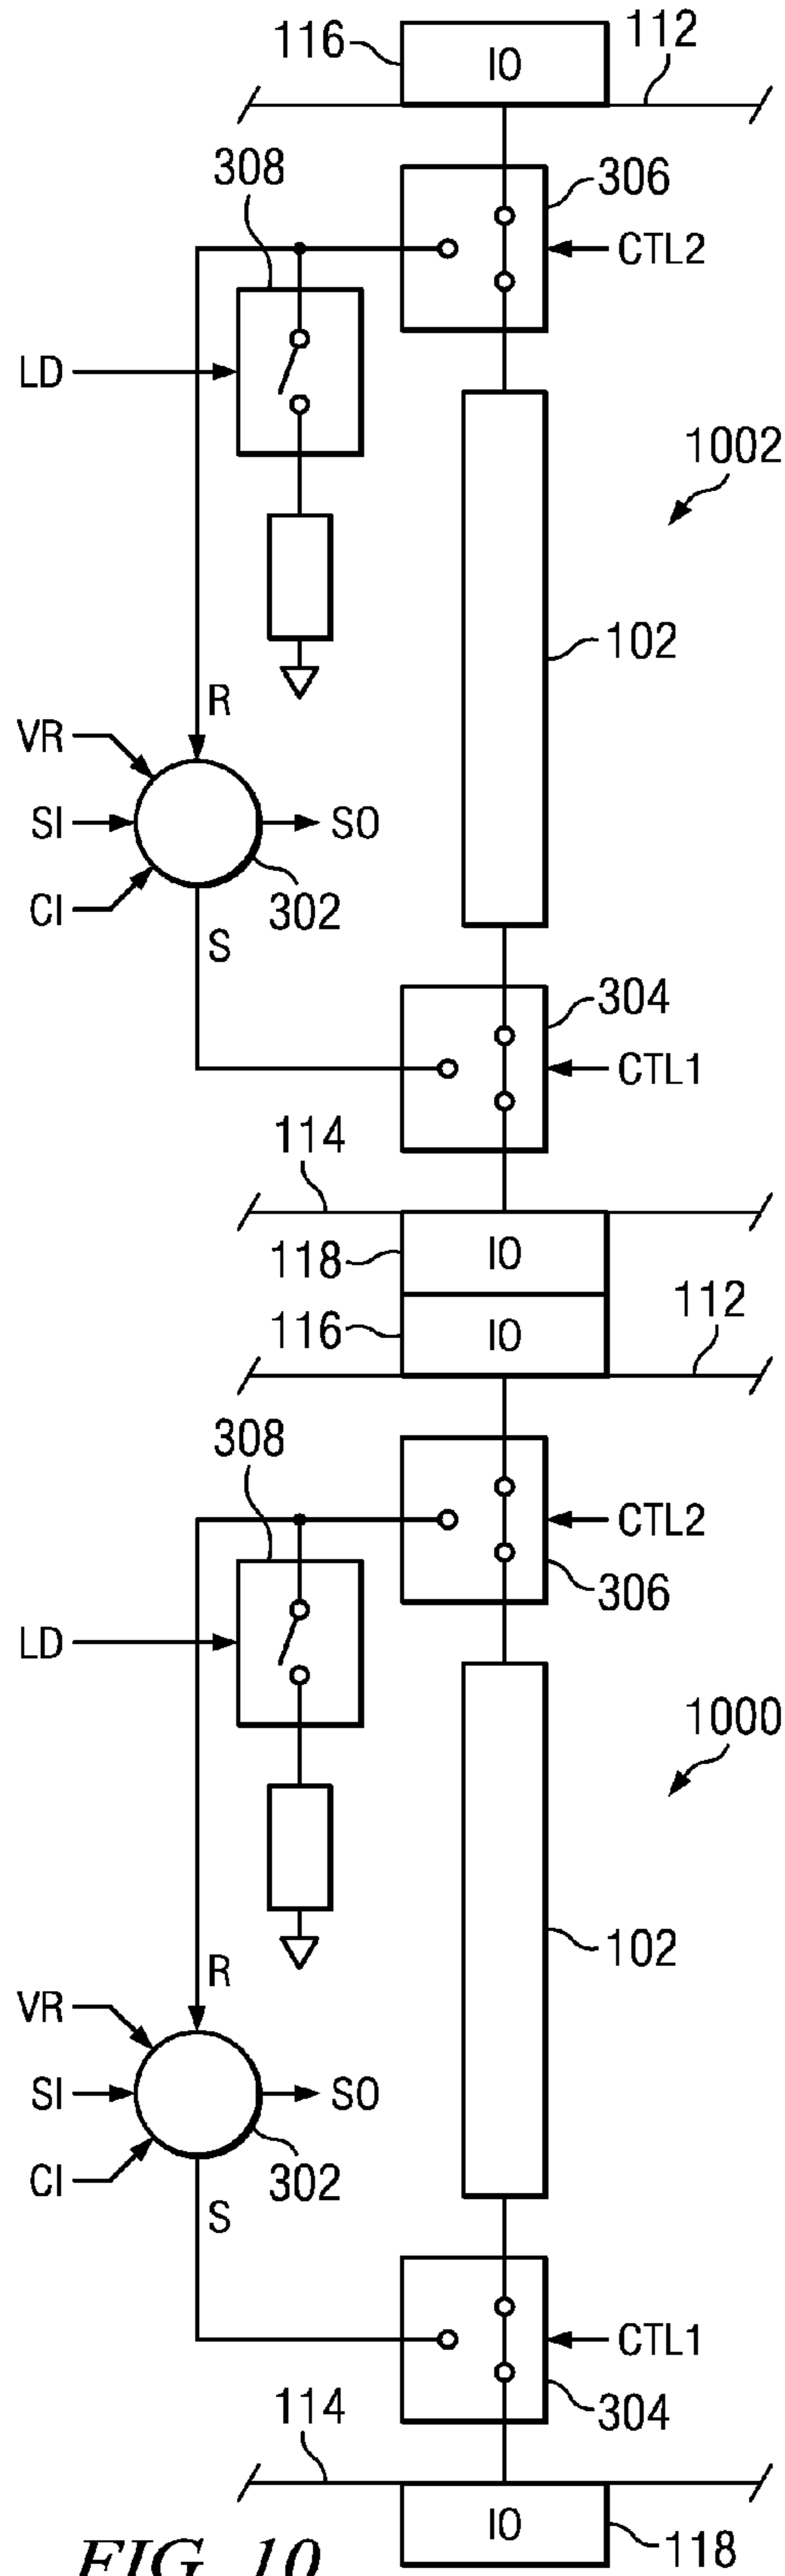 116
IO
112
308
306
CTL2
LD
1002
102
R
VR
SI
SO
CI
302
S
304
CTL1
114
118
IO
116
IO
112
308
CTL2
306
LD
1000
102
R
VR
SI
SO
CI
302
S
CTL1
304
114
IO
118
FIG. 10